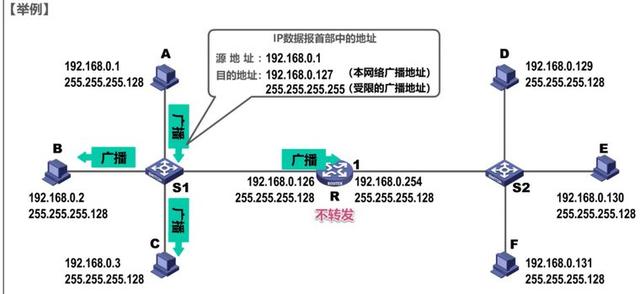 【举例】
IP数据报首部中的地址
源 地 址：192.168.0.1
目的地址：192.168.0.127 （本网络广播地址）
255.255.255.255 （受限的广播地址）
A
192.168.0.1
255.255.255.128
广播
B
广播
192.168.0.2
255.255.255.128
S1
广播
C
192.168.0.3
255.255.255.128
广播
1
192.168.0.126
255.255.255.128
R
ROUTER
不转发
192.168.0.254
255.255.255.128
D
192.168.0.129
255.255.255.128
S2
E
192.168.0.130
255.255.255.128
F
192.168.0.131
255.255.255.128